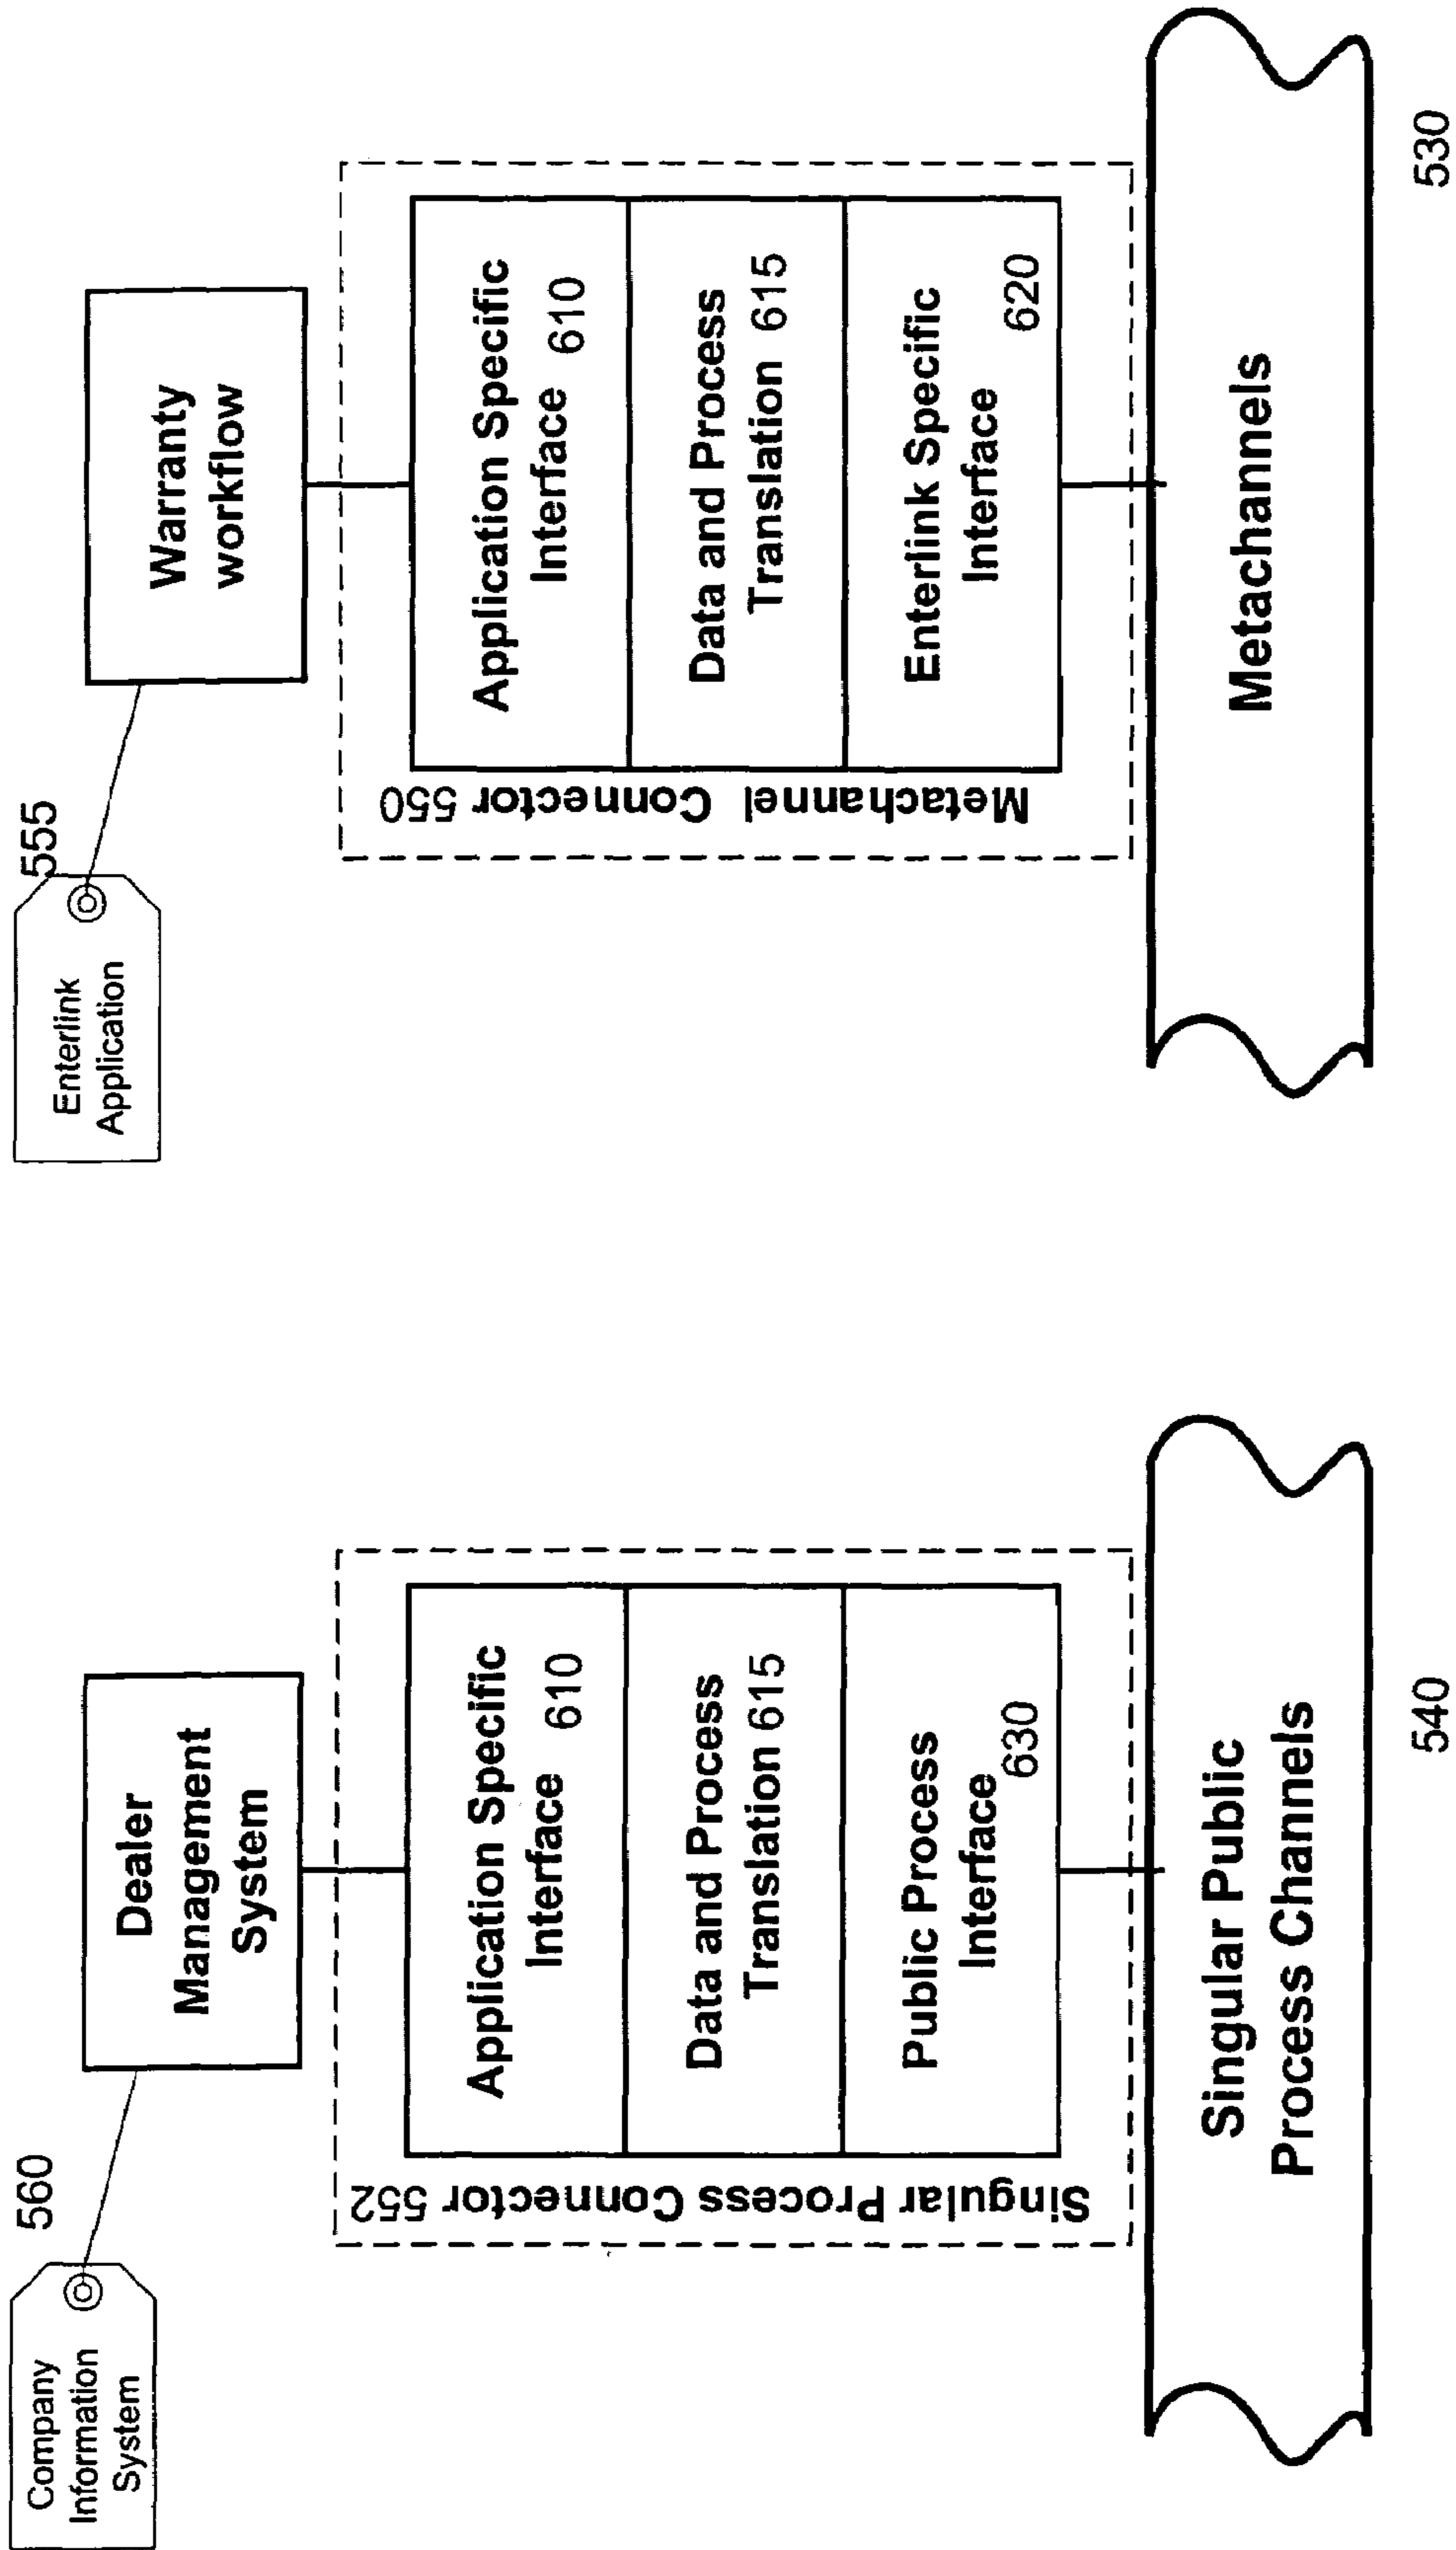 Company
Information
System
560
Dealer
Management
System
Singular Process Connector 552
Application Specific
Interface 610
Data and Process
Translation 615
Public Process
Interface
630
Singular Public
Process Channels
540
Enterlink
Application
555
Warranty
workflow
Metachannel Connector 550
Application Specific
Interface 610
Data and Process
Translation 615
Enterlink Specific
Interface
620
Metachannels
530